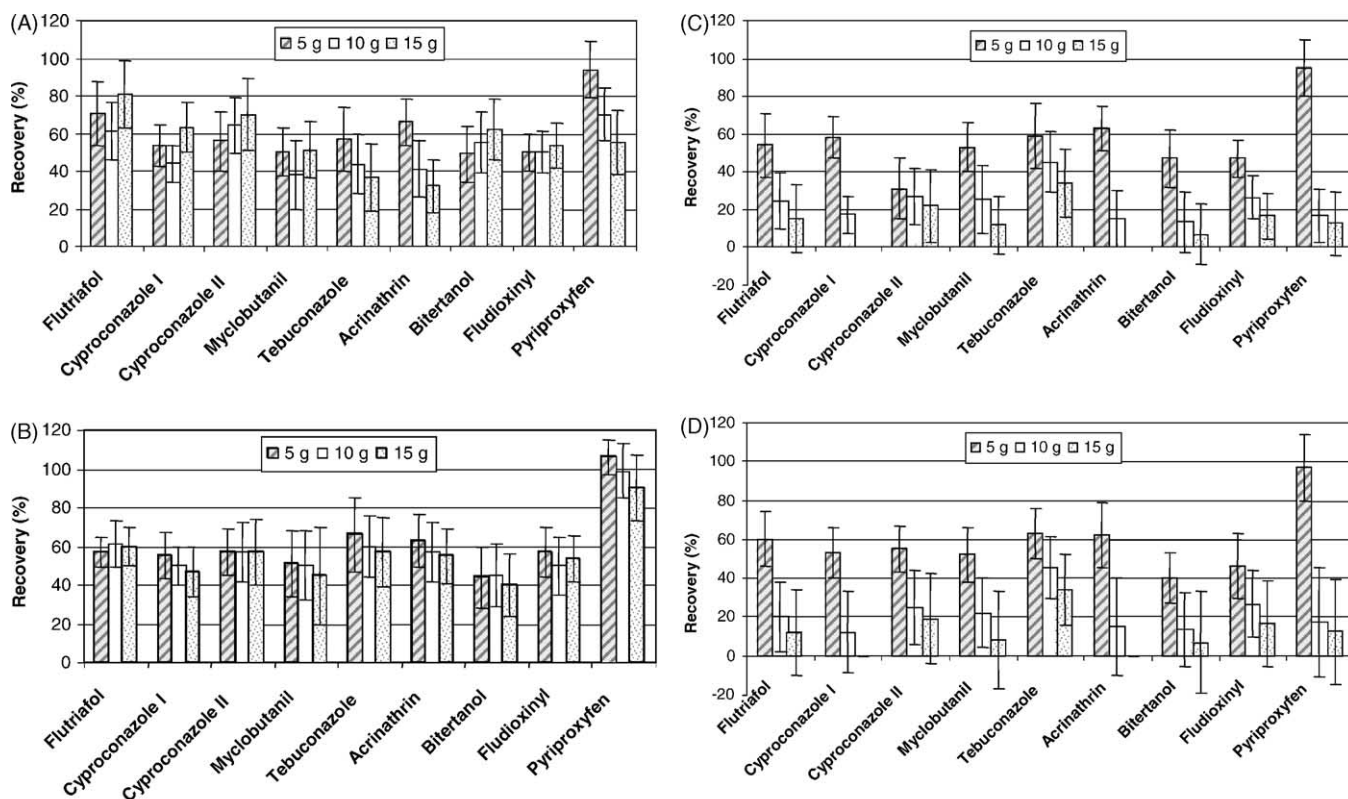 (A)
120
100
80
60
40
20
0
Recovery (%)
5 g 10 g 15 g
Flutriafol
Cyproconazole I
Cyproconazole II
Myclobutanil
Tebuconazole
Acrinathrin
Bitertanol
Fludioxinyl
Pyriproxyfen
(C)
120
100
80
60
40
20
0
-20
Recovery (%)
5 g 10 g 15 g
Flutriafol
Cyproconazole I
Cyproconazole II
Myclobutanil
Tebuconazole
Acrinathrin
Bitertanol
Fludioxinyl
Pyriproxyfen
(B)
120
100
80
60
40
20
0
Recovery (%)
5 g 10 g 15 g
Flutriafol
Cyproconazole I
Cyproconazole II
Myclobutanil
Tebuconazole
Acrinathrin
Bitertanol
Fludioxinyl
Pyriproxyfen
(D)
120
100
80
60
40
20
0
-20
Recovery (%)
5 g 10 g 15 g
Flutriafol
Cyproconazole I
Cyproconazole II
Myclobutanil
Tebuconazole
Acrinathrin
Bitertanol
Fludioxinyl
Pyriproxyfen